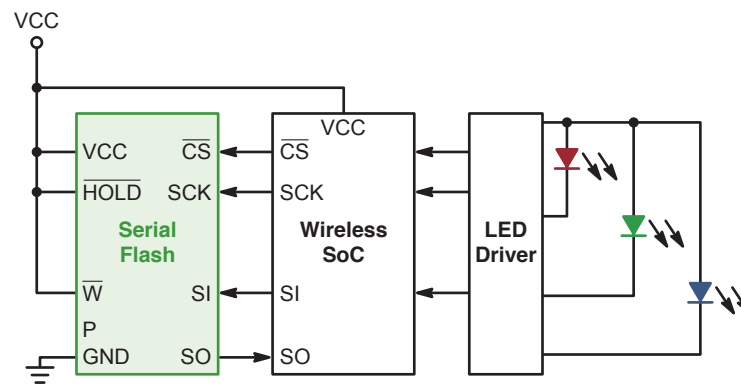 VCC
VCC
VCC CS CS
HOLD SCK SCK
Serial Flash
Wireless SoC
LED Driver
W SI SI
P
GND SO SO